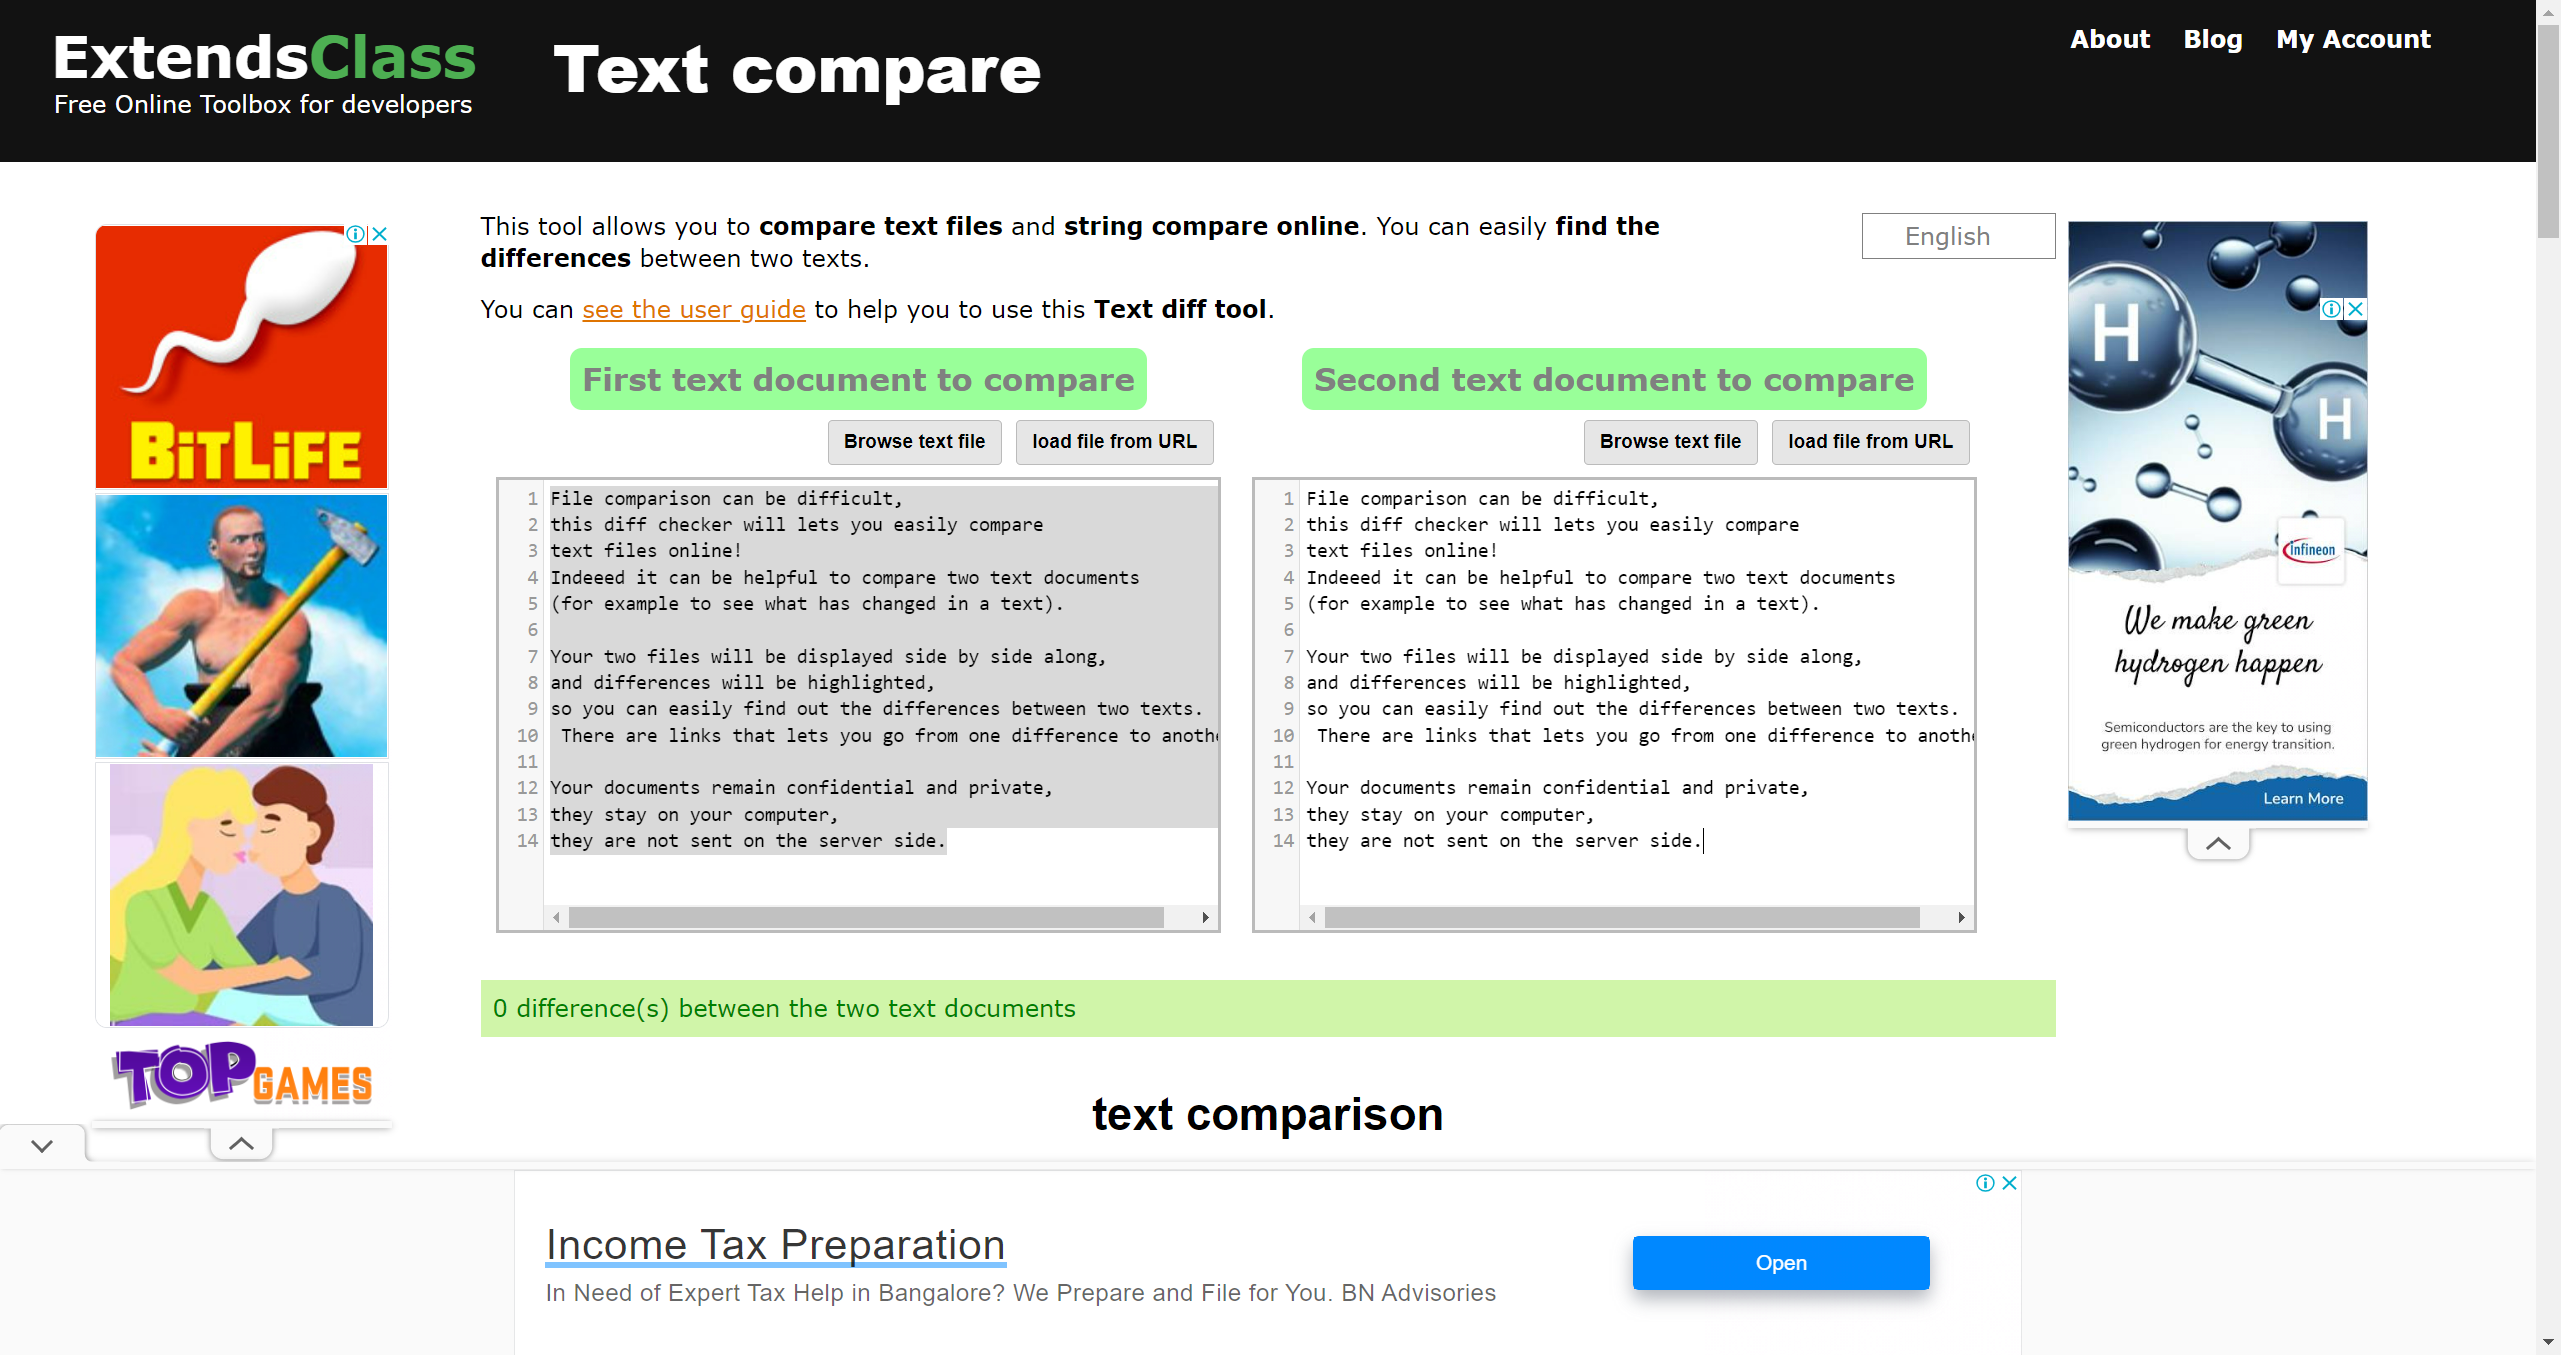 ExtendsClass
Free Online Toolbox for developers
Text compare
About Blog My Account
This tool allows you to compare text files and string compare online. You can easily find the
differences between two texts.
English
You can see the user guide to help you to use this Text diff tool.
First text document to compare
Browse text file load file from URL
1 File comparison can be difficult,
2 this diff checker will lets you easily compare
3 text files online!
4 Indeeed it can be helpful to compare two text documents
5 (for example to see what has changed in a text).
6
7 Your two files will be displayed side by side along,
8 and differences will be highlighted,
9 so you can easily find out the differences between two texts.
10 There are links that lets you go from one difference to anoth
11
12 Your documents remain confidential and private,
13 they stay on your computer,
14 they are not sent on the server side.
Second text document to compare
Browse text file load file from URL
1 File comparison can be difficult,
2 this diff checker will lets you easily compare
3 text files online!
4 Indeeed it can be helpful to compare two text documents
5 (for example to see what has changed in a text).
6
7 Your two files will be displayed side by side along,
8 and differences will be highlighted,
9 so you can easily find out the differences between two texts.
10 There are links that lets you go from one difference to anoth
11
12 Your documents remain confidential and private,
13 they stay on your computer,
14 they are not sent on the server side.
0 difference(s) between the two text documents
text comparison
BitLiFE
TOP GAMES
H
H
infineon
We make green
hydrogen happen
Semiconductors are the key to using
green hydrogen for energy transition.
Learn More
Income Tax Preparation
In Need of Expert Tax Help in Bangalore? We Prepare and File for You. BN Advisories
Open